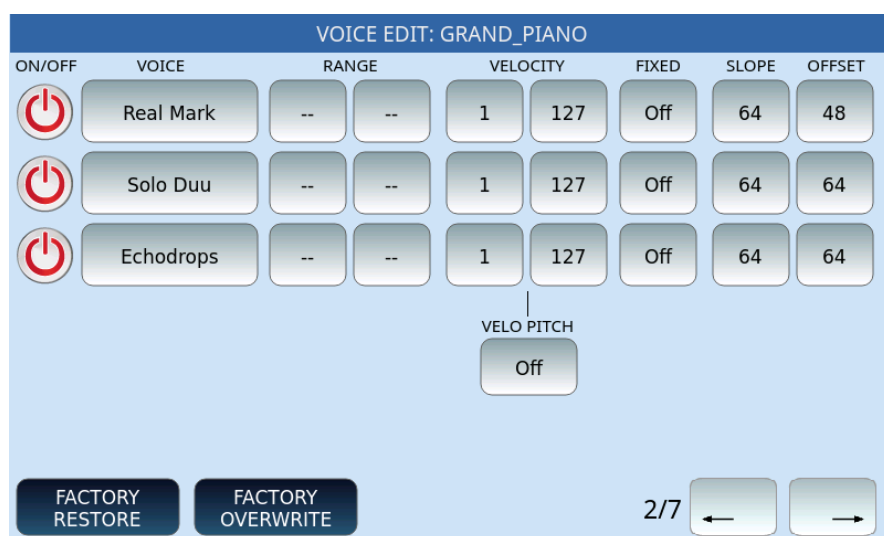 VOICE EDIT: GRAND_PIANO
ON/OFF VOICE RANGE VELOCITY FIXED SLOPE OFFSET
Real Mark -- -- 1 127 Off 64 48
Solo Duu -- -- 1 127 Off 64 64
Echodrops -- -- 1 127 Off 64 64
VELO PITCH
Off
FACTORY RESTORE
FACTORY OVERWRITE
2/7